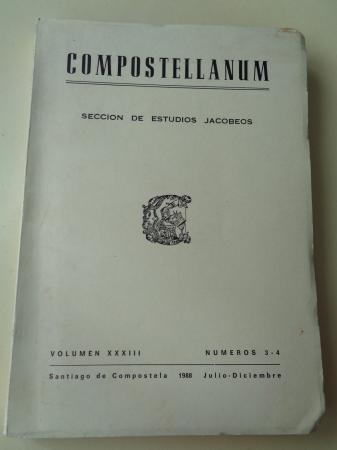 COMPOSTELLANUM
SECCION DE ESTUDIOS JACOBEOS
VOLUMEN XXXIII NUMEROS 3-4
Santiago de Compostela 1988 Julio-Diciembre